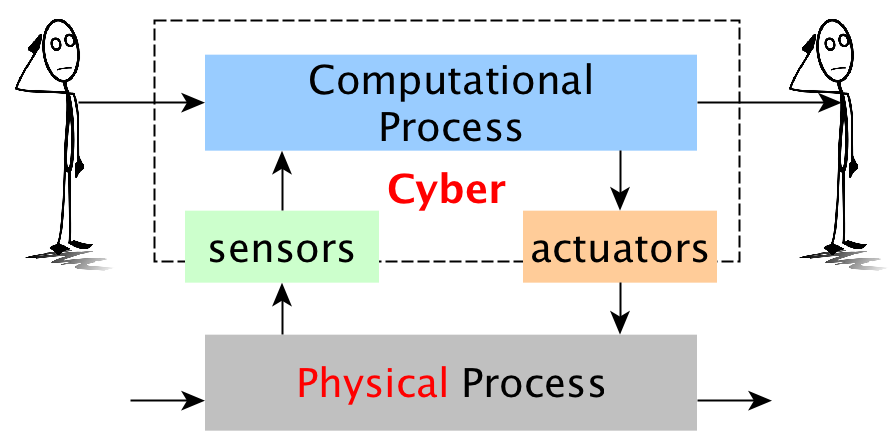 Computational
Process
Cyber
sensors
actuators
Physical Process